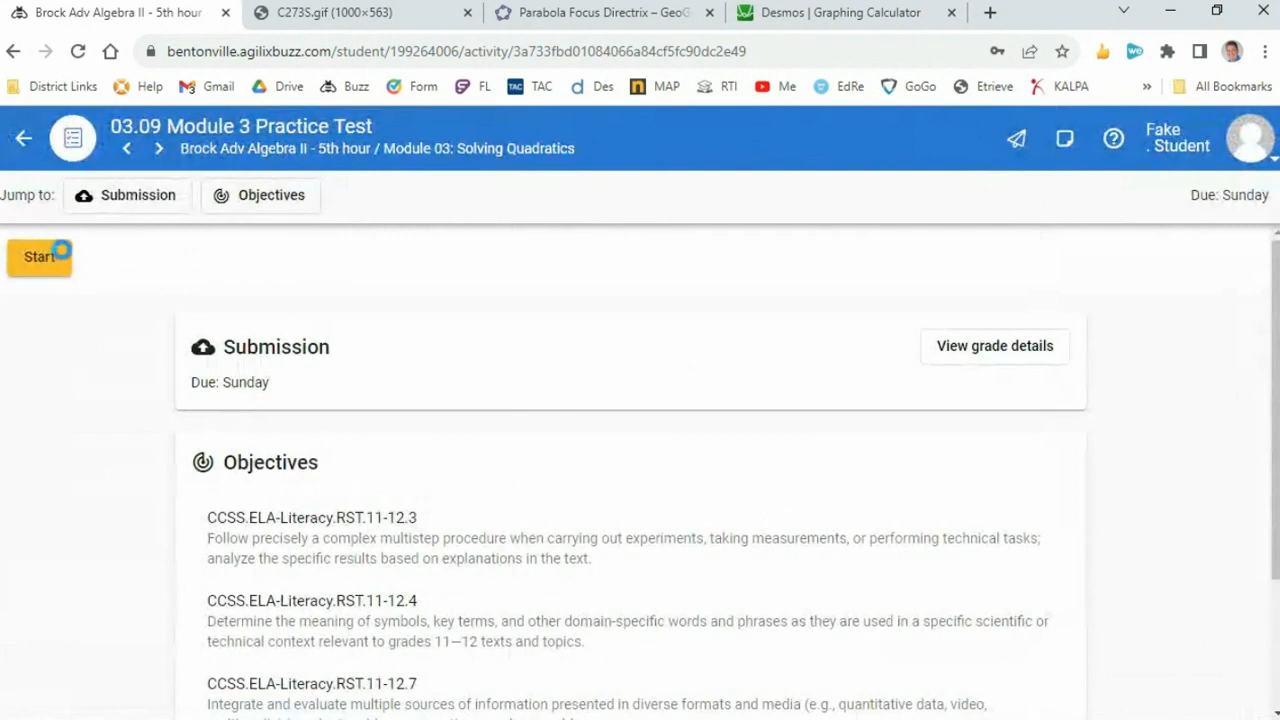 Brock Adv Algebra II - 5th hour
C273S.gif (1000×563)
Parabola Focus Directrix – GeoG
Desmos | Graphing Calculator
bentonville.agilixbuzz.com/student/199264006/activity/3a733fbd01084066a84cf5fc90dc2e49
District Links Help Gmail Drive Buzz Form FL TAC TAC Des MAP RTI Me EdRe GoGo Etrieve KALPA » All Bookmarks
03.09 Module 3 Practice Test
Brock Adv Algebra II - 5th hour / Module 03: Solving Quadratics
Fake
. Student
Jump to: Submission Objectives Due: Sunday
Start
Submission View grade details
Due: Sunday
Objectives
CCSS.ELA-Literacy.RST.11-12.3
Follow precisely a complex multistep procedure when carrying out experiments, taking measurements, or performing technical tasks;
analyze the specific results based on explanations in the text.
CCSS.ELA-Literacy.RST.11-12.4
Determine the meaning of symbols, key terms, and other domain-specific words and phrases as they are used in a specific scientific or
technical context relevant to grades 11—12 texts and topics.
CCSS.ELA-Literacy.RST.11-12.7
Integrate and evaluate multiple sources of information presented in diverse formats and media (e.g., quantitative data, video,